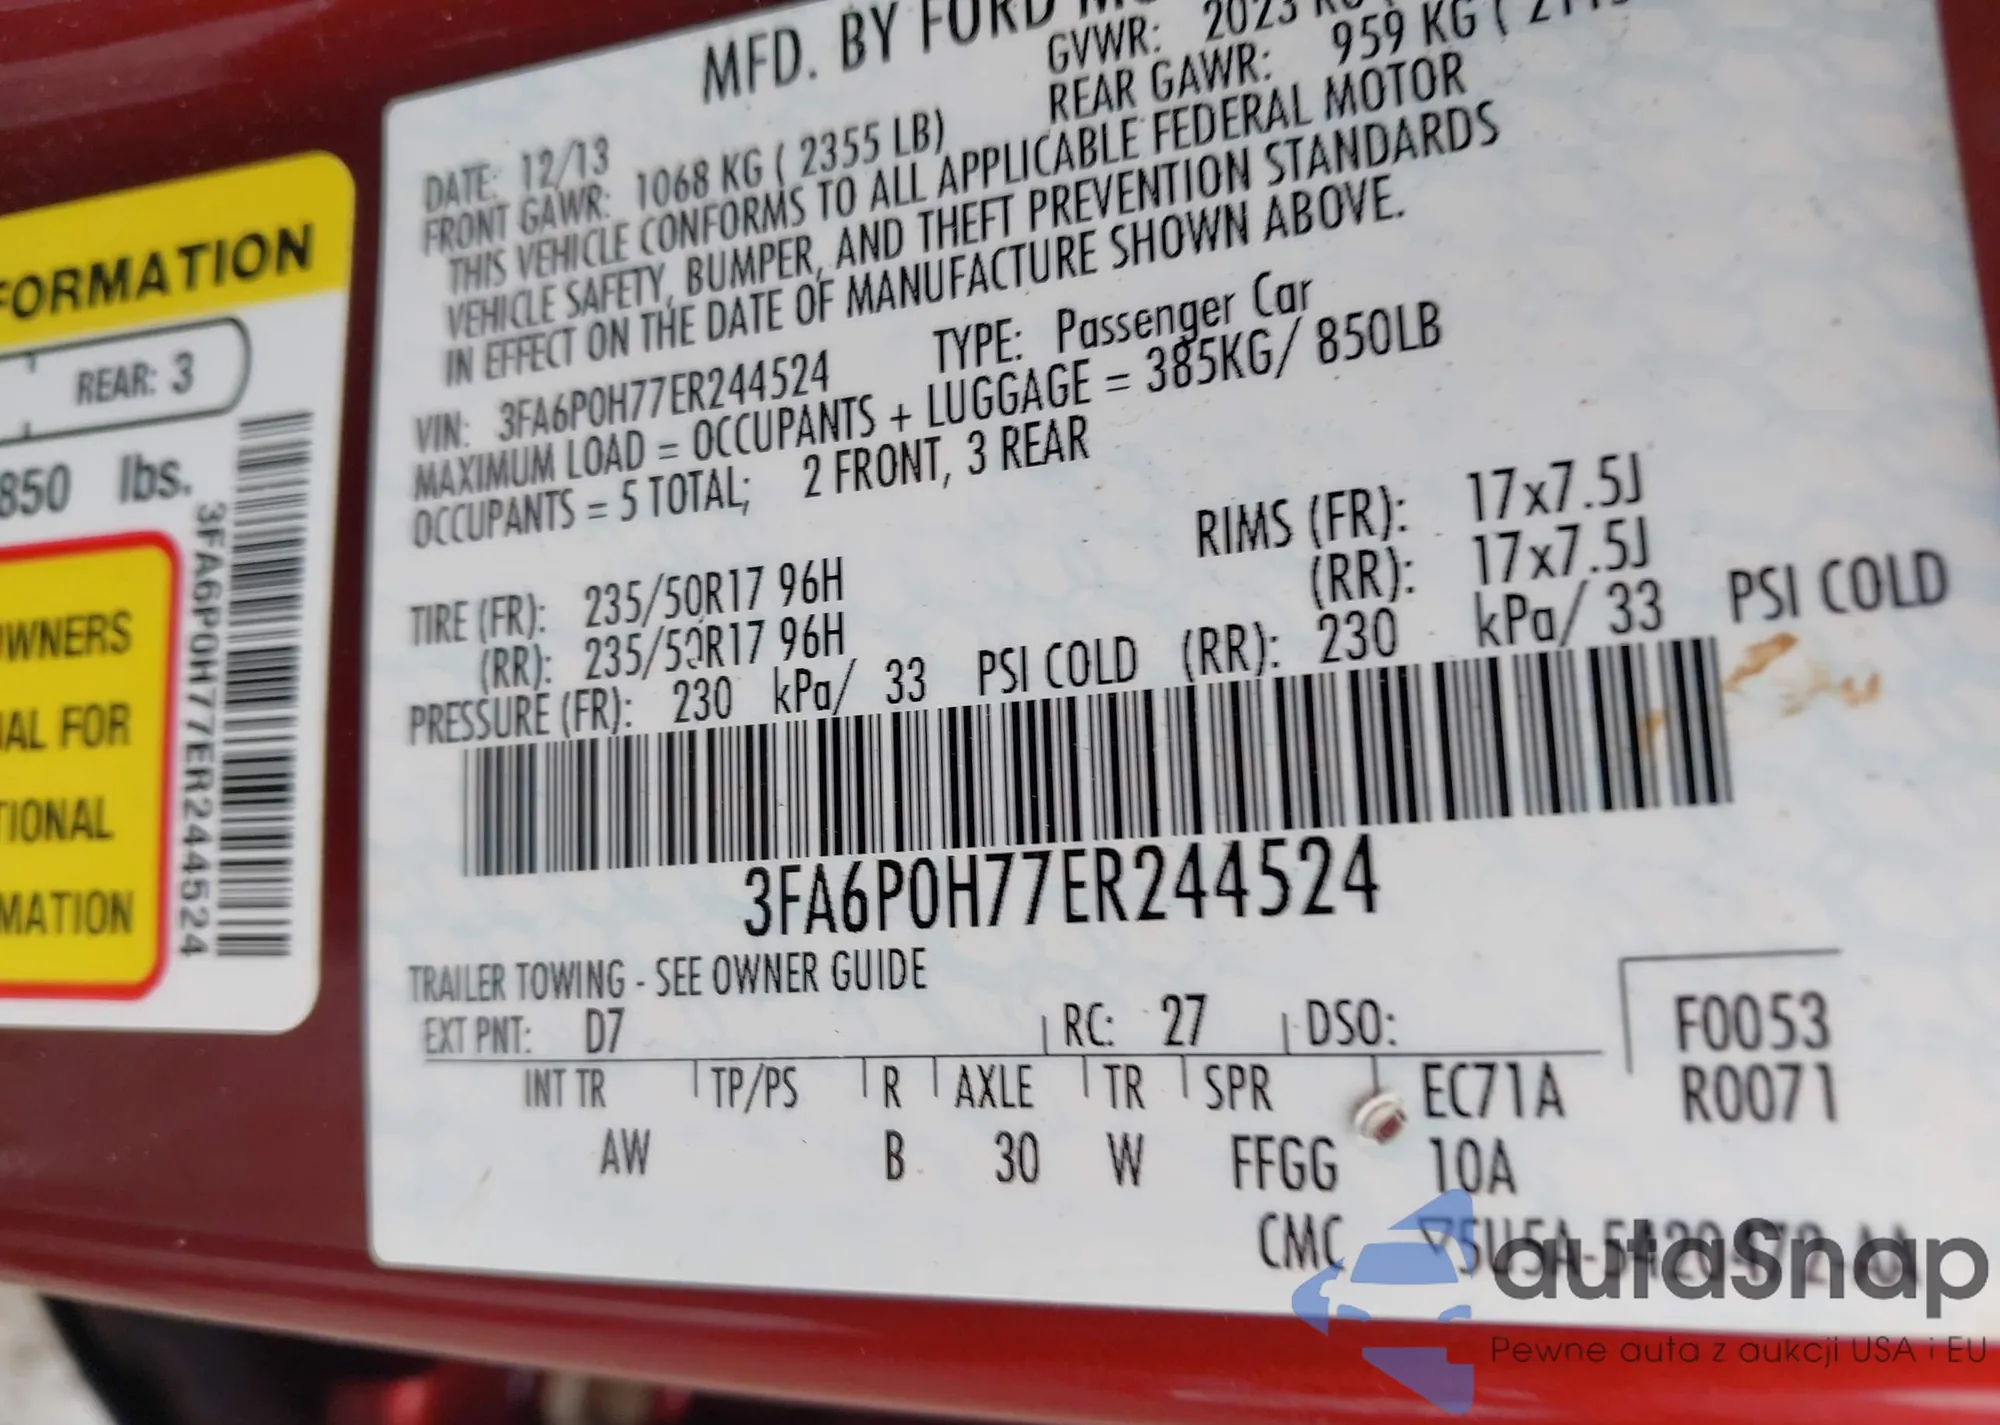 MFD. BY FORD
GVWR: 2023
REAR GAWR: 959 KG (
DATE: 12/13
FRONT GAWR: 1068 KG ( 2355 LB)
THIS VEHICLE CONFORMS TO ALL APPLICABLE FEDERAL MOTOR
VEHICLE SAFETY, BUMPER, AND THEFT PREVENTION STANDARDS
IN EFFECT ON THE DATE OF MANUFACTURE SHOWN ABOVE.
VIN: 3FA6P0H77ER244524 TYPE: Passenger Car
MAXIMUM LOAD = OCCUPANTS + LUGGAGE = 385KG/ 850LB
OCCUPANTS = 5 TOTAL; 2 FRONT, 3 REAR
TIRE (FR): 235/50R17 96H RIMS (FR): 17x7.5J
(RR): 235/50R17 96H (RR): 17x7.5J
PRESSURE (FR): 230 kPa/ 33 PSI COLD (RR): 230 kPa/ 33 PSI COLD
3FA6P0H77ER244524
TRAILER TOWING - SEE OWNER GUIDE
EXT PNT: D7 RC: 27 DSO: F0053
INT TR TP/PS R AXLE TR SPR EC71A R0071
AW B 30 W FFGG 10A
CMC
FORMATION
REAR: 3
850 lbs.
3FA6P0H77ER244524
OWNERS
AL FOR
TIONAL
MATION
autaSnap
Pewne auta z aukcji USA i EU